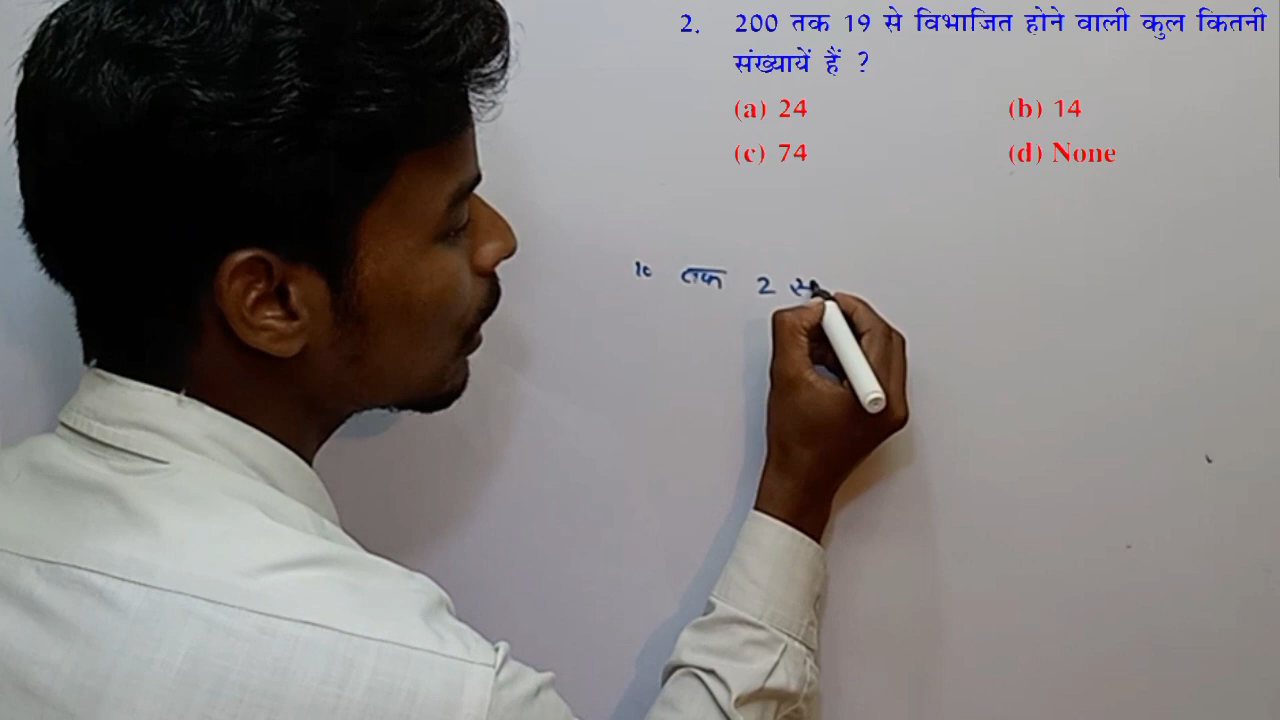 2. 200 तक 19 से विभाजित होने वाली कुल कितनी
संख्यायें हैं ?
(a) 24 (b) 14
(c) 74 (d) None
10 तक 2 से